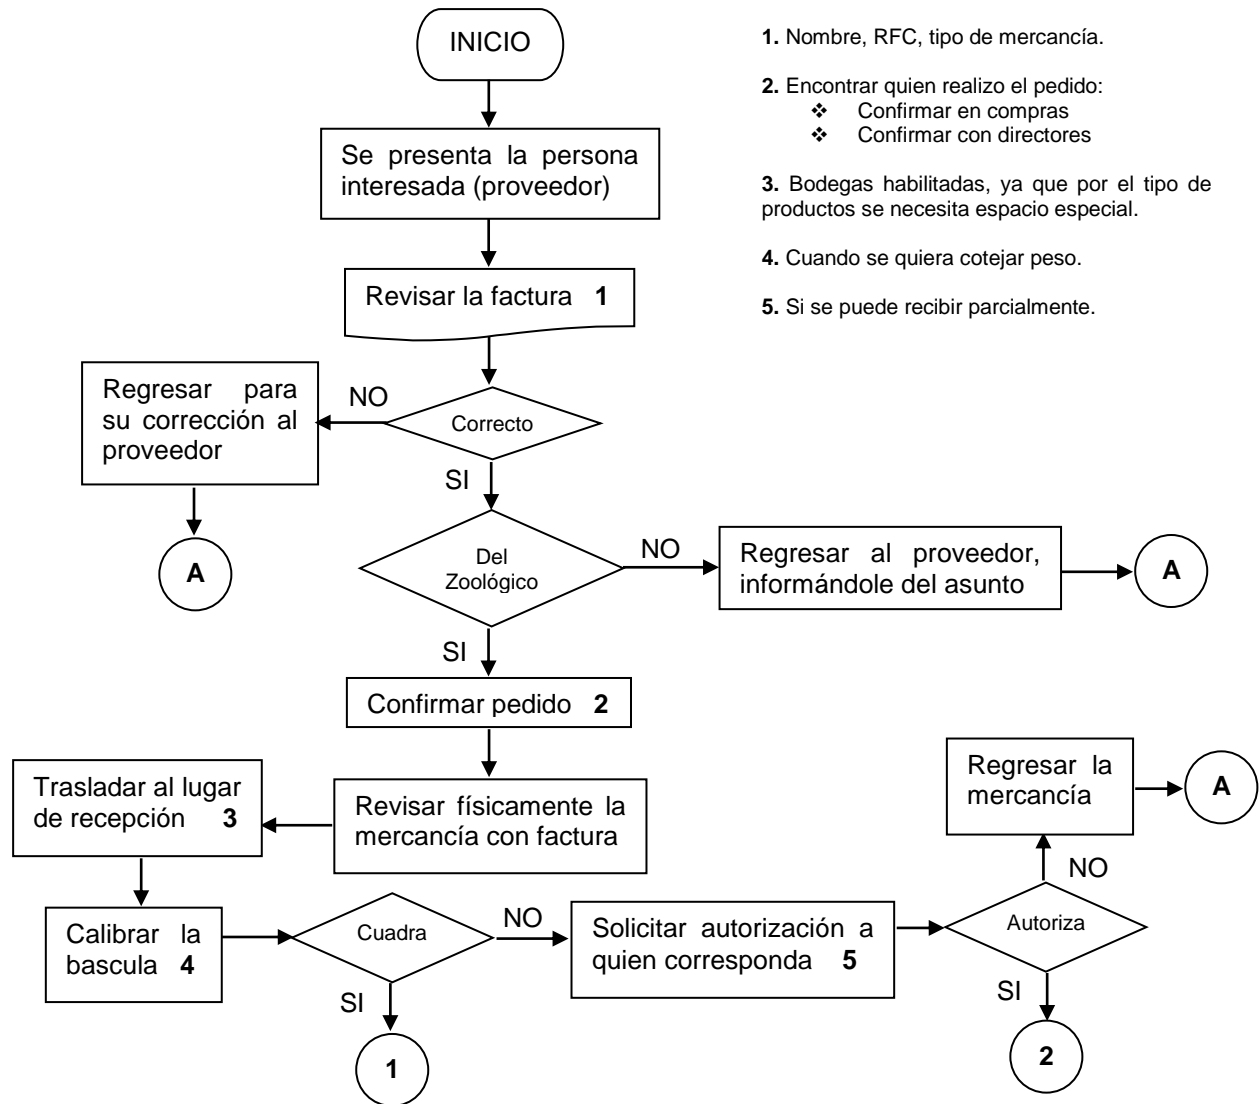 INICIO
1. Nombre, RFC, tipo de mercancía.
2. Encontrar quien realizo el pedido:
❖ Confirmar en compras
❖ Confirmar con directores
3. Bodegas habilitadas, ya que por el tipo de
productos se necesita espacio especial.
4. Cuando se quiera cotejar peso.
5. Si se puede recibir parcialmente.
Se presenta la persona
interesada (proveedor)
Revisar la factura 1
Correcto
NO
Regresar para
su corrección al
proveedor
A
SI
Del
Zoológico
NO
Regresar al proveedor,
informándole del asunto
A
SI
Confirmar pedido 2
Revisar físicamente la
mercancía con factura
Trasladar al lugar
de recepción 3
Calibrar la
bascula 4
Cuadra
NO
Solicitar autorización a
quien corresponda 5
Autoriza
NO
Regresar la
mercancía
A
SI
1
SI
2